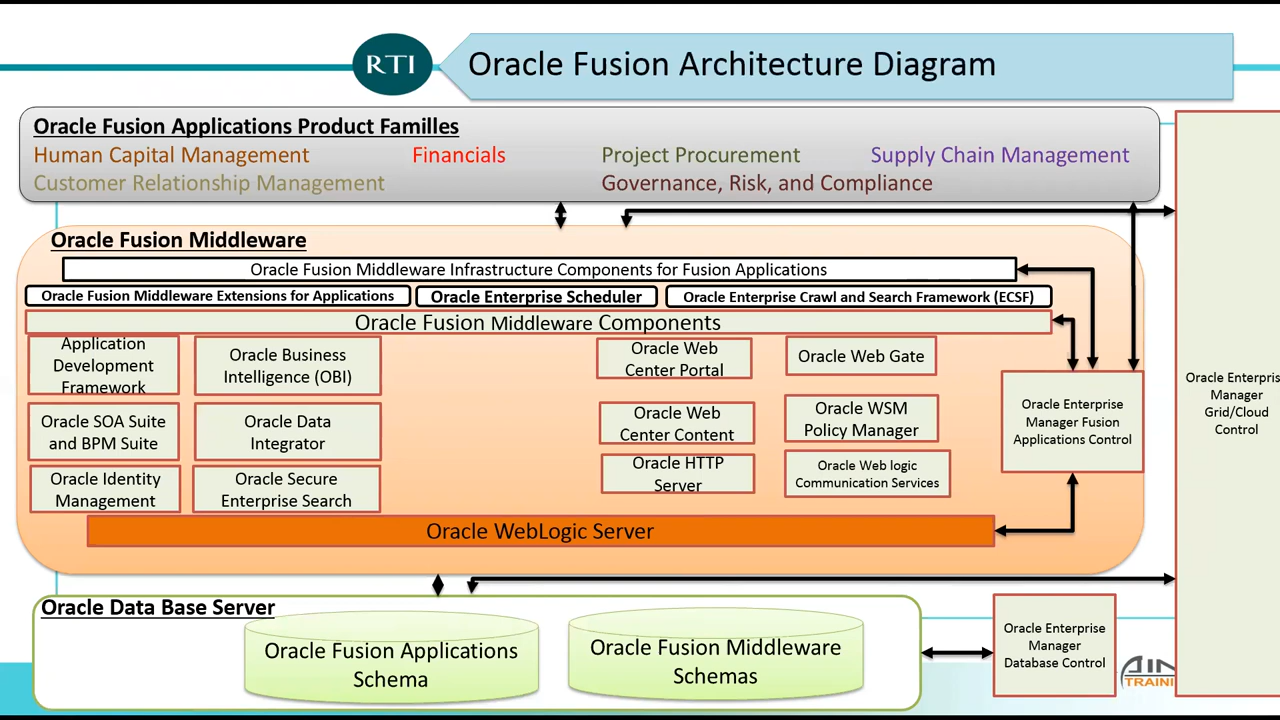 RTI
Oracle Fusion Architecture Diagram
Oracle Fusion Applications Product Familles
Human Capital Management
Financials
Project Procurement
Supply Chain Management
Customer Relationship Management
Governance, Risk, and Compliance
Oracle Fusion Middleware
Oracle Fusion Middleware Infrastructure Components for Fusion Applications
Oracle Fusion Middleware Extensions for Applications
Oracle Enterprise Scheduler
Oracle Enterprise Crawl and Search Framework (ECSF)
Oracle Fusion Middleware Components
Application
Development
Framework
Oracle Business
Intelligence (OBI)
Oracle Web
Center Portal
Oracle Web Gate
Oracle SOA Suite
and BPM Suite
Oracle Data
Integrator
Oracle Web
Center Content
Oracle WSM
Policy Manager
Oracle Identity
Management
Oracle Secure
Enterprise Search
Oracle HTTP
Server
Oracle Web logic
Communication Services
Oracle Enterprise
Manager Fusion
Applications Control
Oracle Enterpris
Manager
Grid/Cloud
Control
Oracle WebLogic Server
Oracle Data Base Server
Oracle Fusion Applications
Schema
Oracle Fusion Middleware
Schemas
Oracle Enterprise
Manager
Database Control
TRAINI